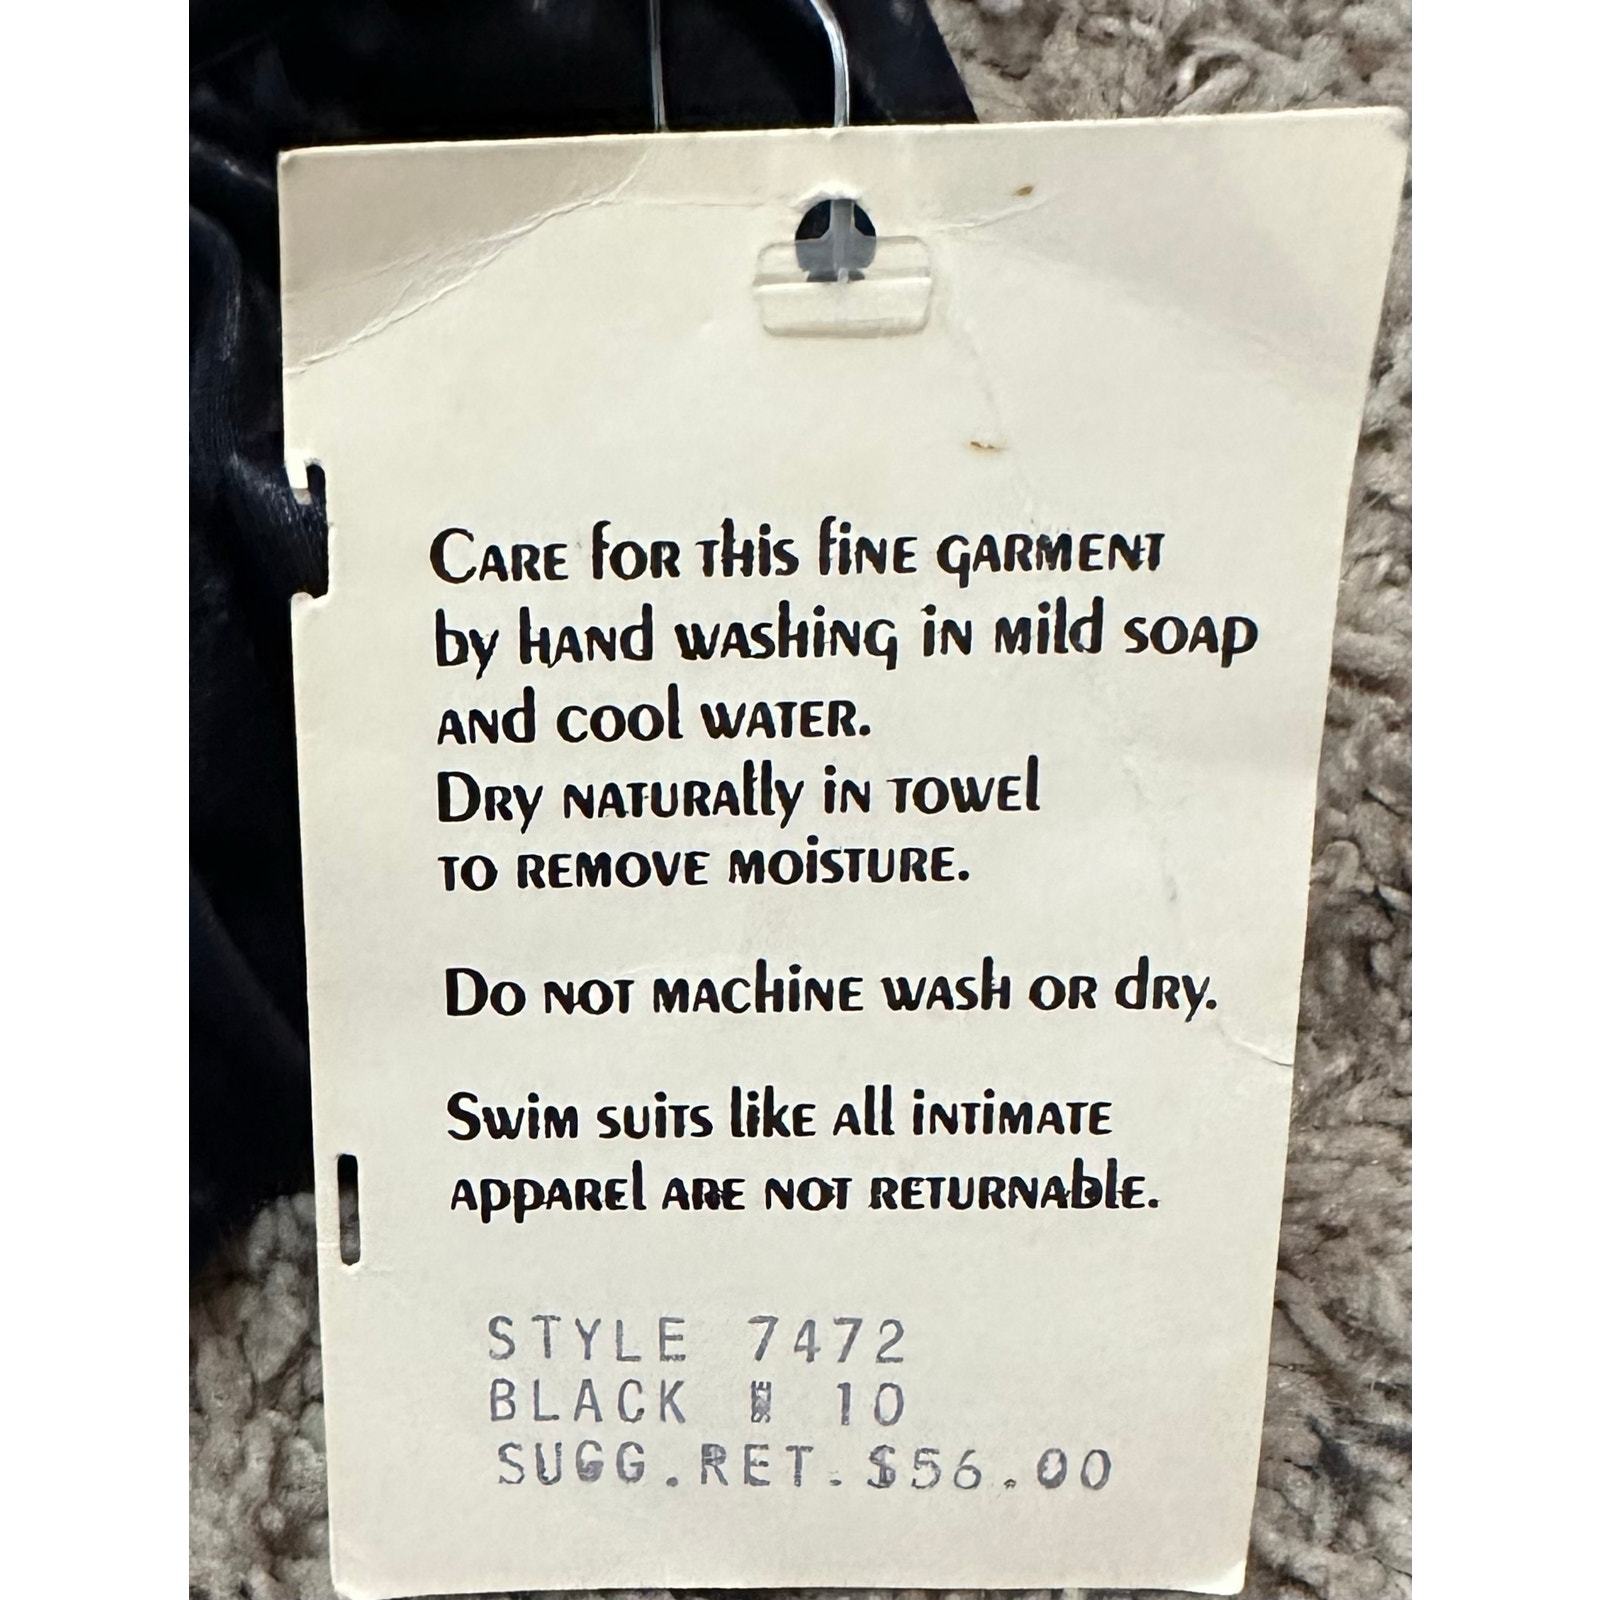 Care for this fine garment
by hand washing in mild soap
and cool water.
Dry naturally in towel
to remove moisture.
Do not machine wash or dry.
Swim suits like all intimate
apparel are not returnable.
STYLE 7472
BLACK 10
SUGG.RET.$56.00